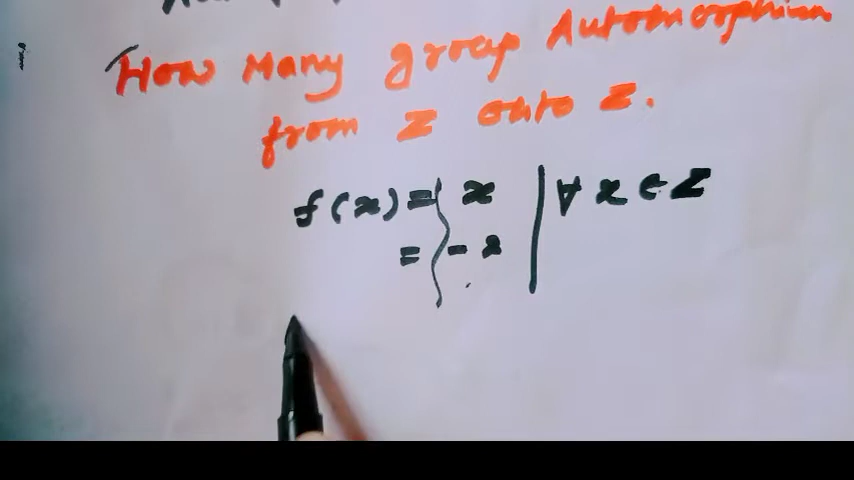 How Many group Automorphism
from Z onto Z.
f(x) = { x | ∀ x ∈ Z
= { - x